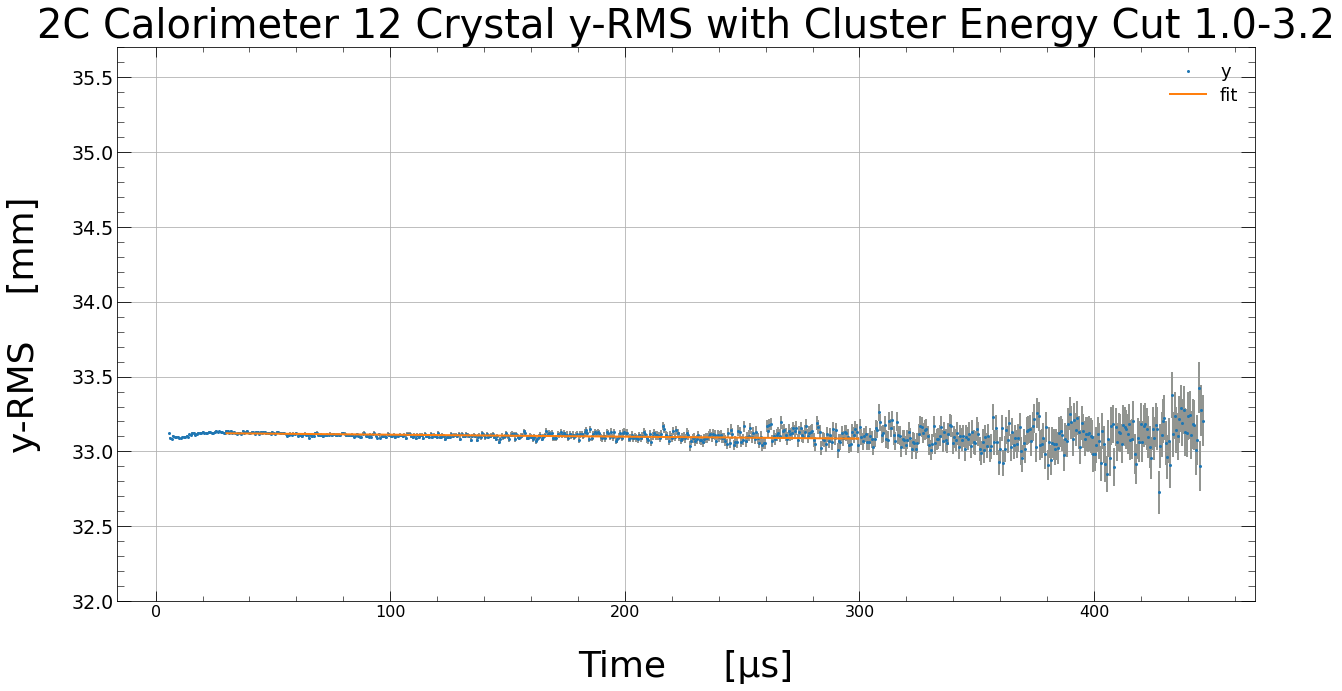 2C Calorimeter 12 Crystal y-RMS with Cluster Energy Cut 1.0-3.2
y
fit
y-RMS [mm]
35.5
35.0
34.5
34.0
33.5
33.0
32.5
32.0
0 100 200 300 400
Time [µs]